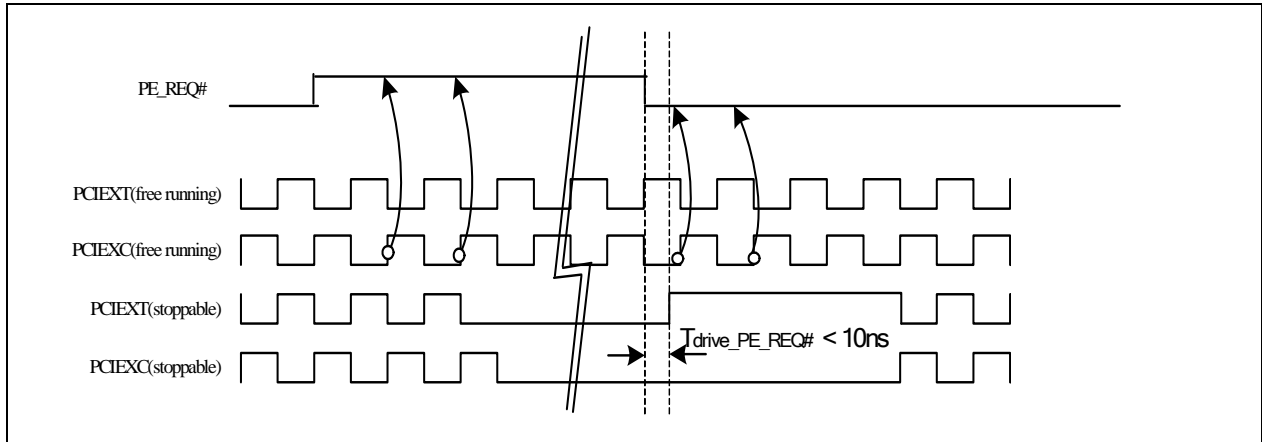 PE_REQ#
PCIEXT(free running)
PCIEXC(free running)
PCIEXT(stoppable)
Tdrive_PE_REQ# < 10ns
PCIEXC(stoppable)